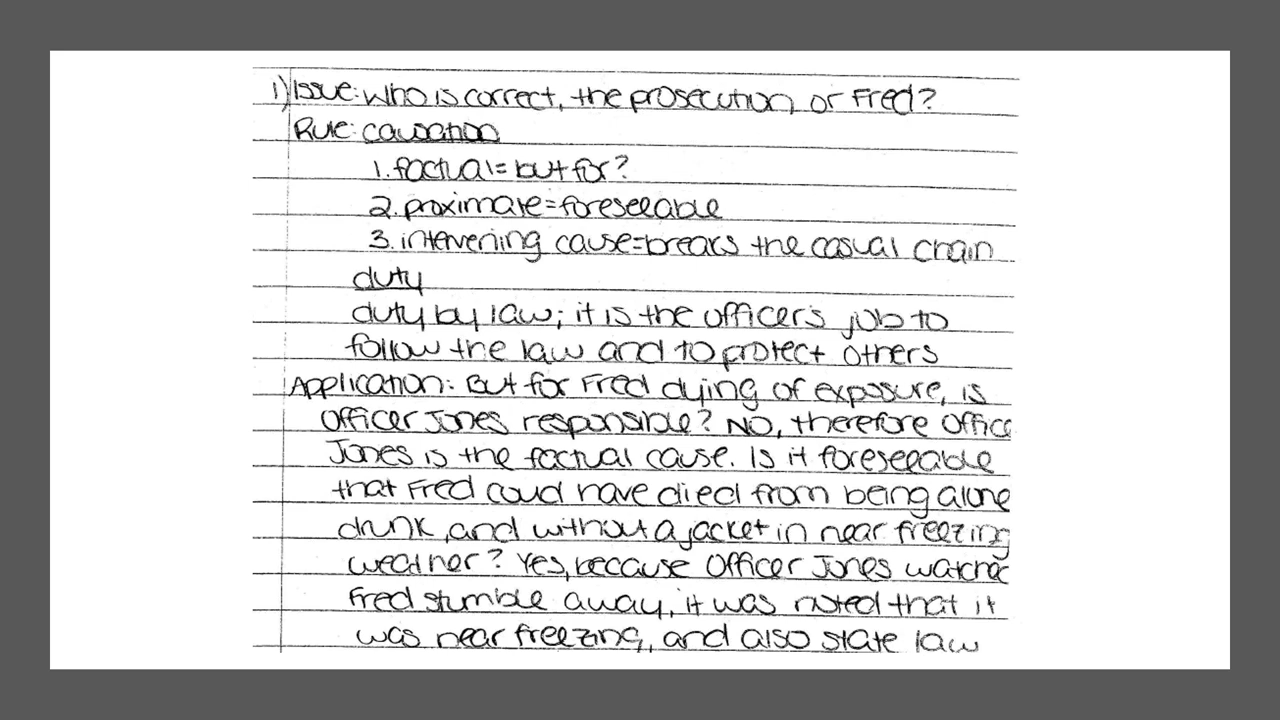 1) Issue: Who is correct, the prosecution, or Fred?
Rule: causation
1. factual = but for?
2. proximate = foreseeable
3. intervening cause = breaks the casual chain
duty
duty by law; it is the officer's job to
follow the law and to protect others
Application: But for Fred dying of exposure, is
Officer Jones responsible? NO, therefore Office
Jones is the factual cause. Is it foreseeable
that Fred could have died from being alone
drunk, and without a jacket in near freezing
weather? Yes, because Officer Jones watched
Fred stumble away, it was noted that it
was near freezing, and also state law